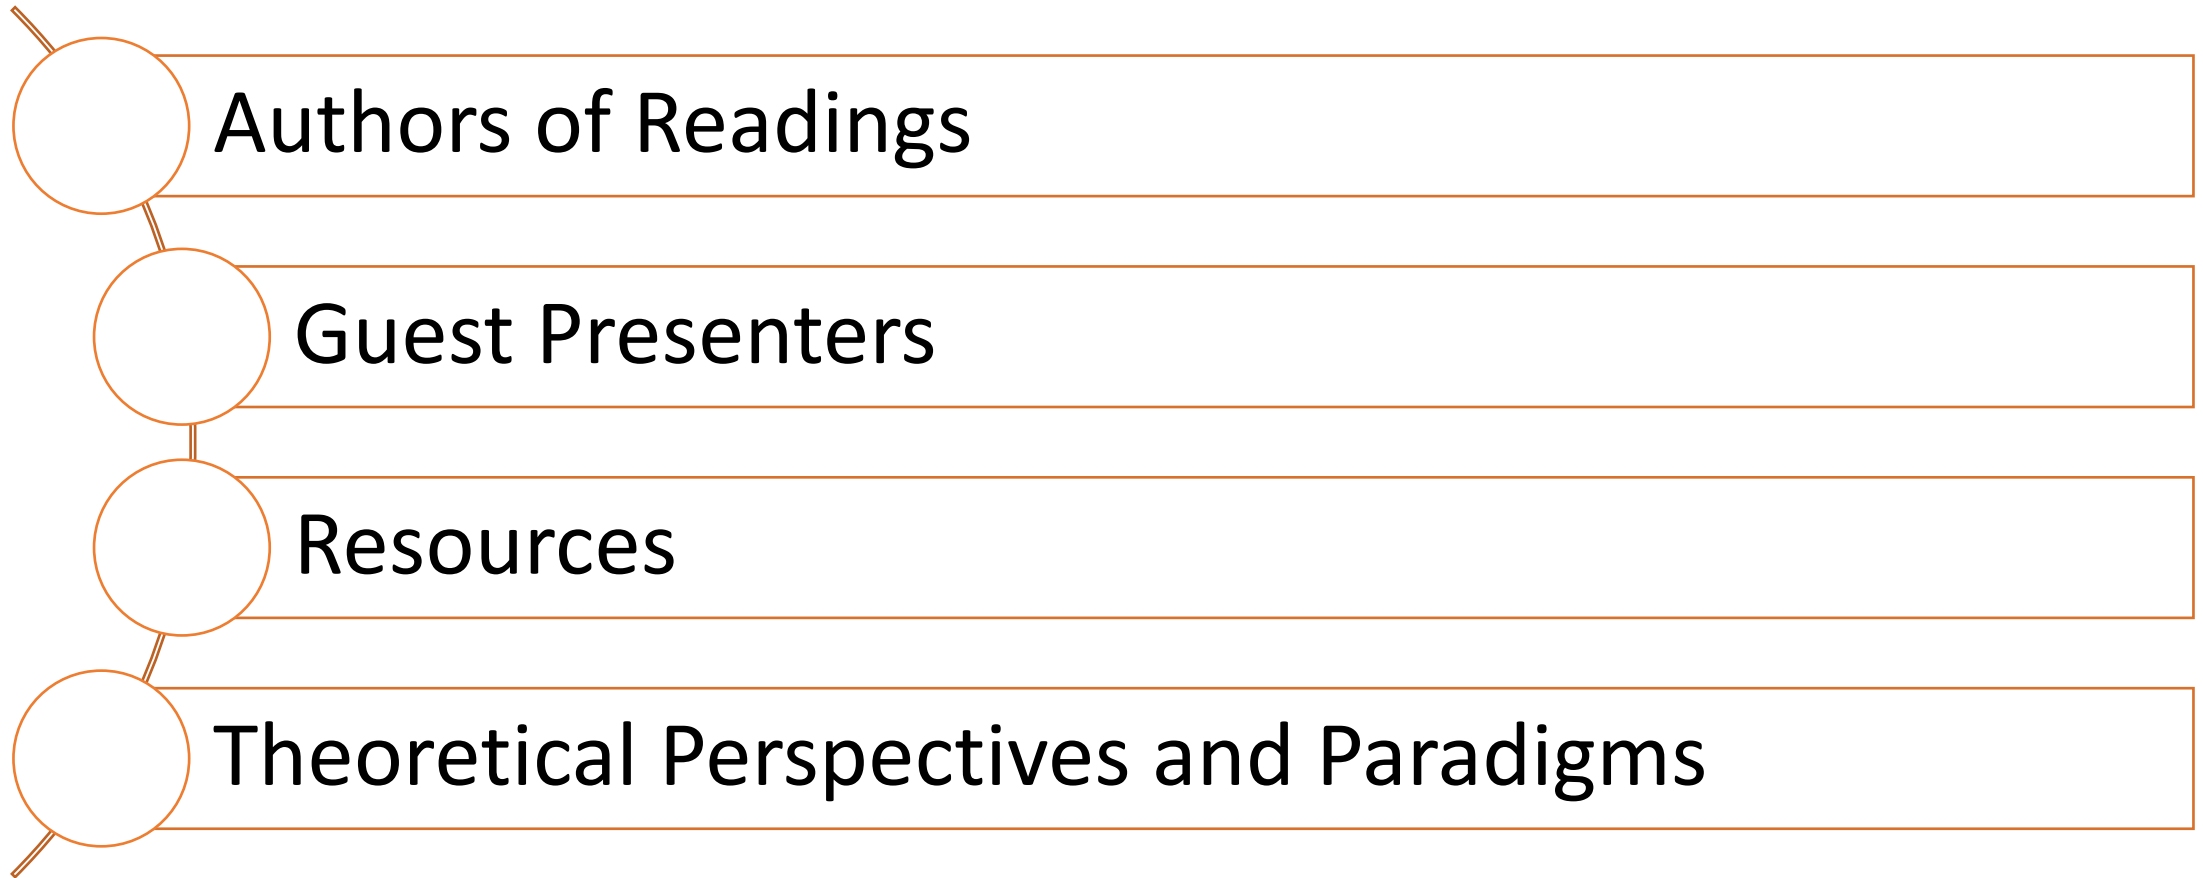 Authors of Readings
Guest Presenters
Resources
Theoretical Perspectives and Paradigms